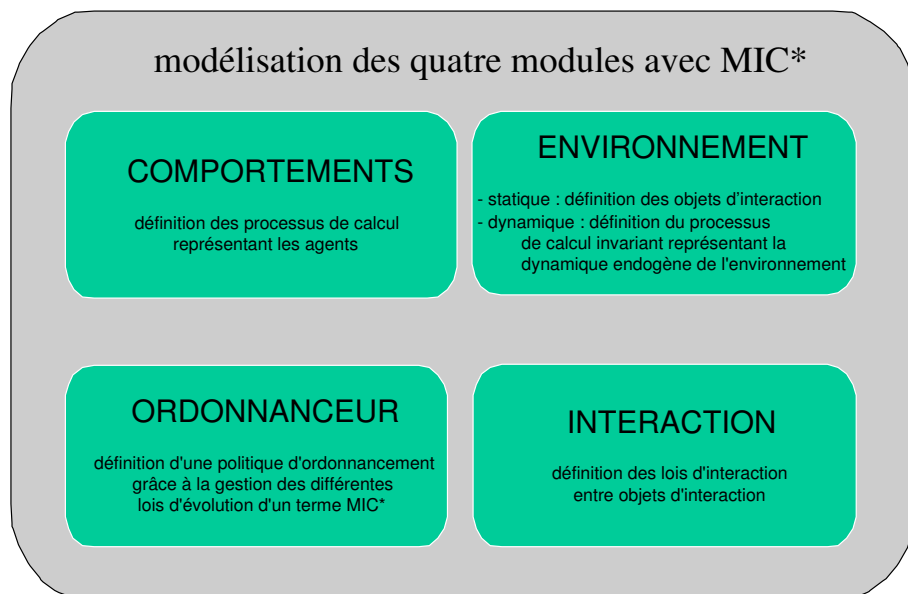 modélisation des quatre modules avec MIC*
COMPORTEMENTS
définition des processus de calcul
représentant les agents
ENVIRONNEMENT
- statique : définition des objets d'interaction
- dynamique : définition du processus
de calcul invariant représentant la
dynamique endogène de l'environnement
ORDONNANCEUR
définition d'une politique d'ordonnancement
grâce à la gestion des différentes
lois d'évolution d'un terme MIC*
INTERACTION
définition des lois d'interaction
entre objets d'interaction